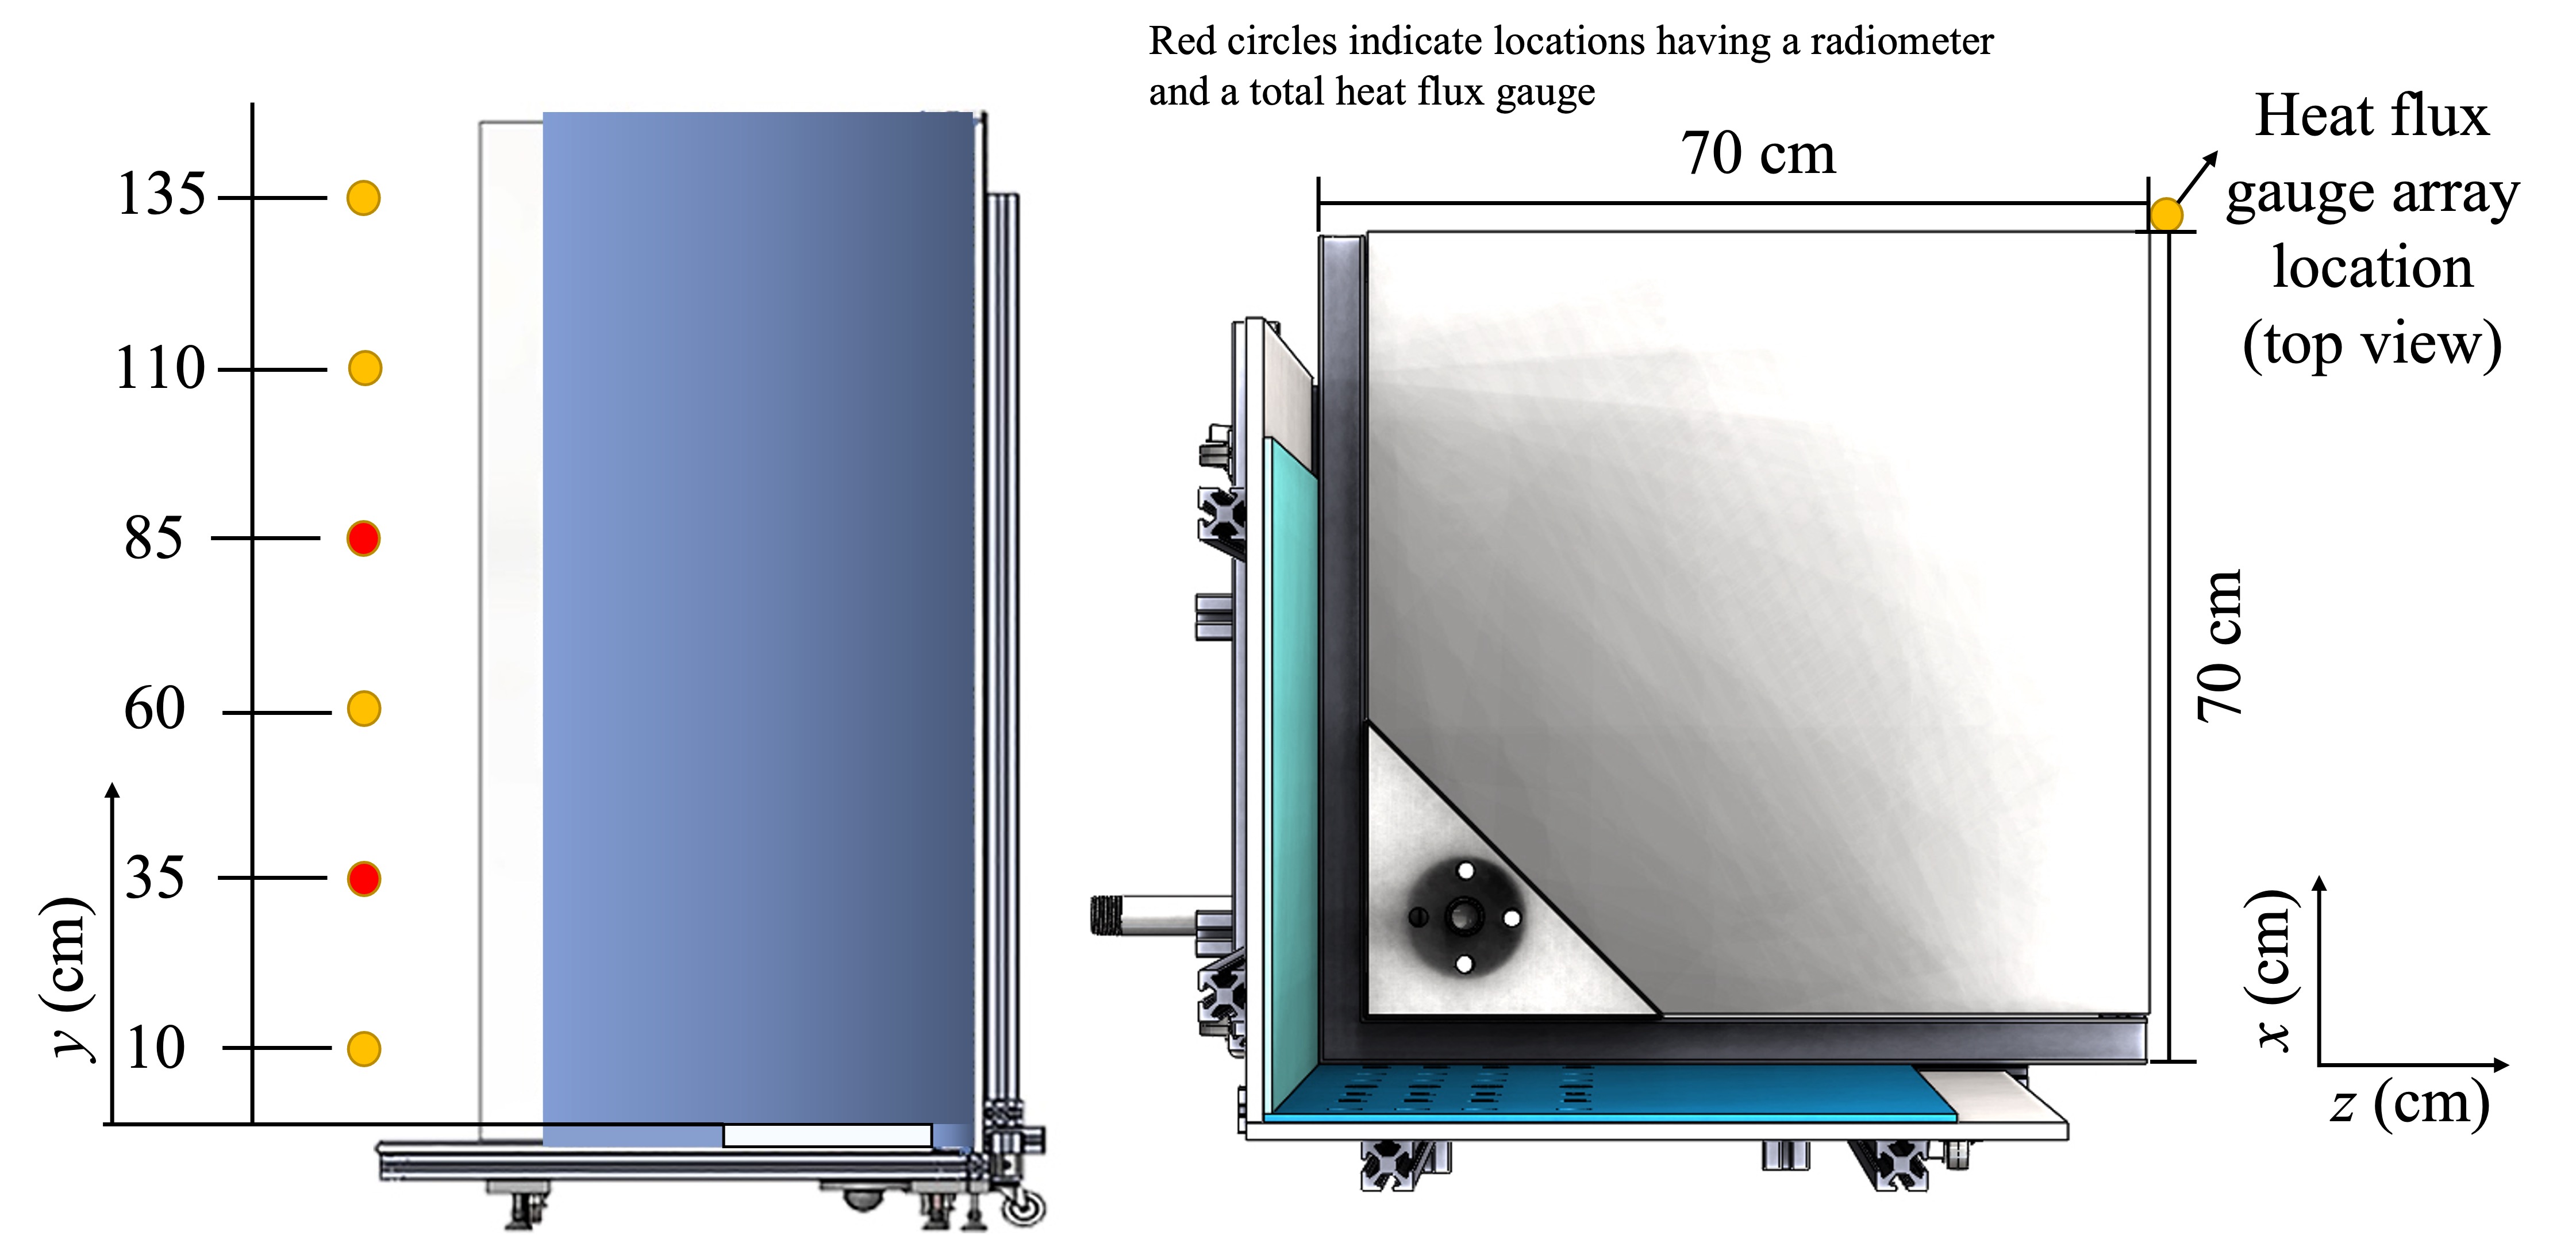 Red circles indicate locations having a radiometer
and a total heat flux gauge
135
110
85
60
35
10
y (cm)
70 cm
Heat flux
gauge array
location
(top view)
70 cm
x (cm)
z (cm)